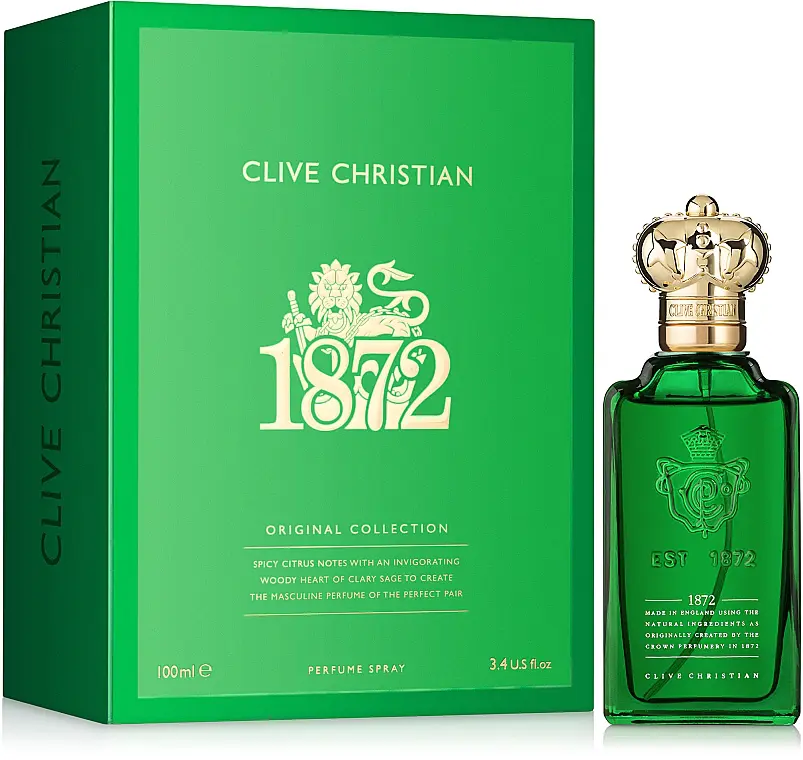 CLIVE CHRISTIAN
CLIVE CHRISTIAN
1872
ORIGINAL COLLECTION
SPICY CITRUS NOTES WITH AN INVIGORATING
WOODY HEART OF CLARY SAGE TO CREATE
THE MASCULINE PERFUME OF THE PERFECT PAIR
100ml e
PERFUME SPRAY
3.4 U.S fl.oz
CLIVE CHRISTIAN
EST 1872
1872
MADE IN ENGLAND USING THE
NATURAL INGREDIENTS AS
ORIGINALLY CREATED BY THE
CROWN PERFUMERY IN 1872
CLIVE CHRISTIAN